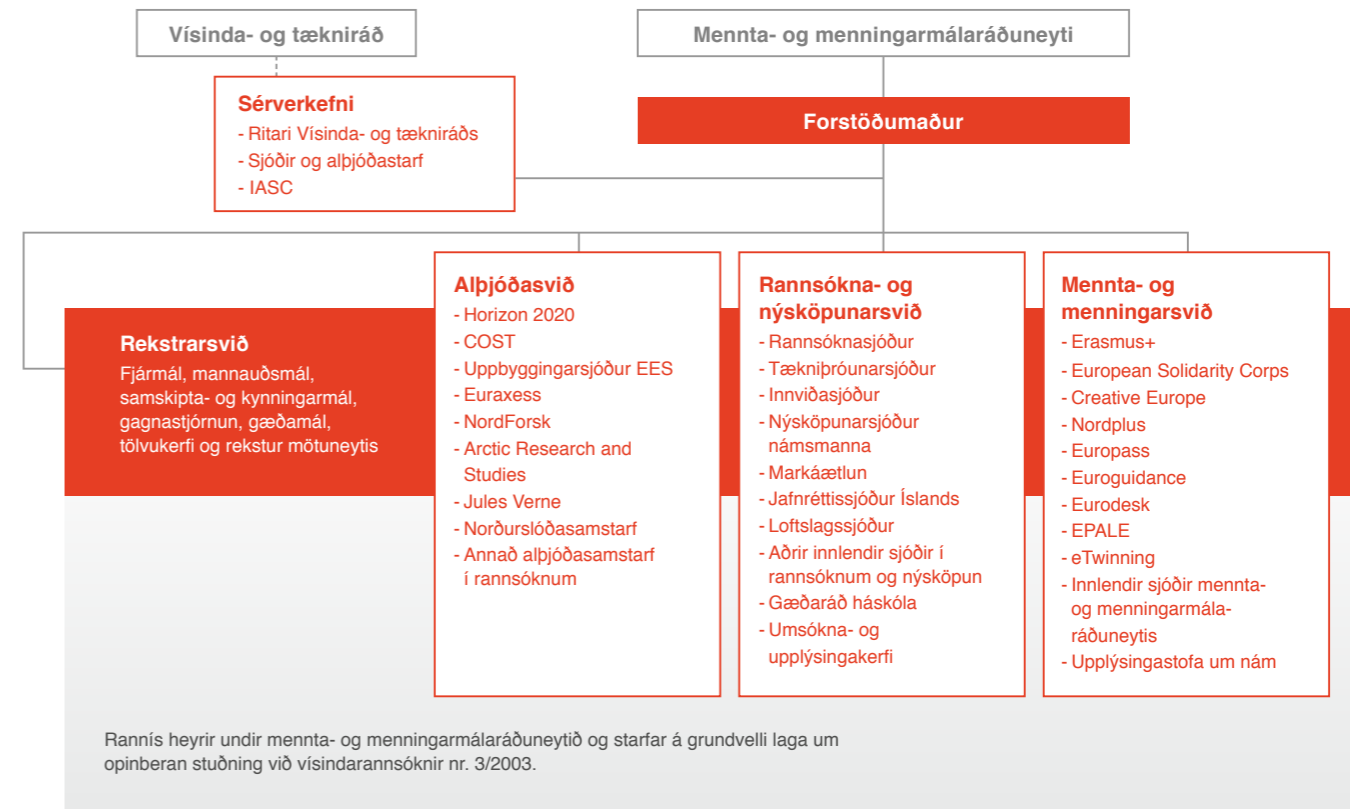 Vísinda- og tækniráð
Mennta- og menningarmálaráðuneyti
Sérverkefni
- Ritari Vísinda- og tækniráðs
- Sjóðir og alþjóðastarf
- IASC
Forstöðumaður
Rekstrarsvið
Fjármál, mannauðsmál,
samskipta- og kynningarmál,
gagnastjórnun, gæðamál,
tölvukerfi og rekstur mötuneytis
Alþjóðasvið
- Horizon 2020
- COST
- Uppbyggingarsjóður EES
- Euraxess
- NordForsk
- Arctic Research and
Studies
- Jules Verne
- Norðurslóðasamstarf
- Annað alþjóðasamstarf
í rannsóknum
Rannsókna- og
nýsköpunarsvið
- Rannsóknasjóður
- Tækniþróunarsjóður
- Innviðasjóður
- Nýsköpunarsjóður
námsmanna
- Markáætlun
- Jafnréttissjóður Íslands
- Loftslagssjóður
- Aðrir innlendir sjóðir í
rannsóknum og nýsköpun
- Gæðaráð háskóla
- Umsókna- og
upplýsingakerfi
Mennta- og
menningarsvið
- Erasmus+
- European Solidarity Corps
- Creative Europe
- Nordplus
- Europass
- Euroguidance
- Eurodesk
- EPALE
- eTwinning
- Innlendir sjóðir mennta-
og menningarmála-
ráðuneytis
- Upplýsingastofa um nám
Rannís heyrir undir mennta- og menningarmálaráðuneytið og starfar á grundvelli laga um
opinberan stuðning við vísindarannsóknir nr. 3/2003.